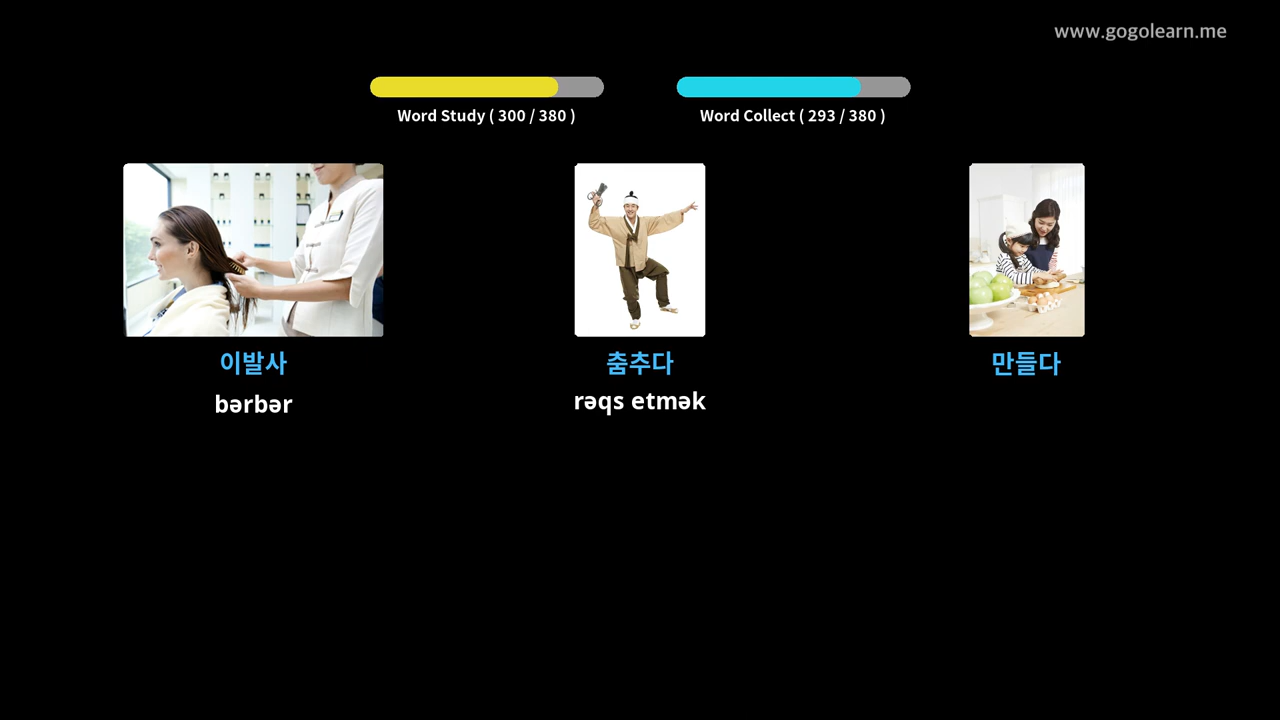 www.gogolearn.me
Word Study ( 300 / 380 )
Word Collect ( 293 / 380 )
이발사
춤추다
만들다
bərbər
rəqs etmək